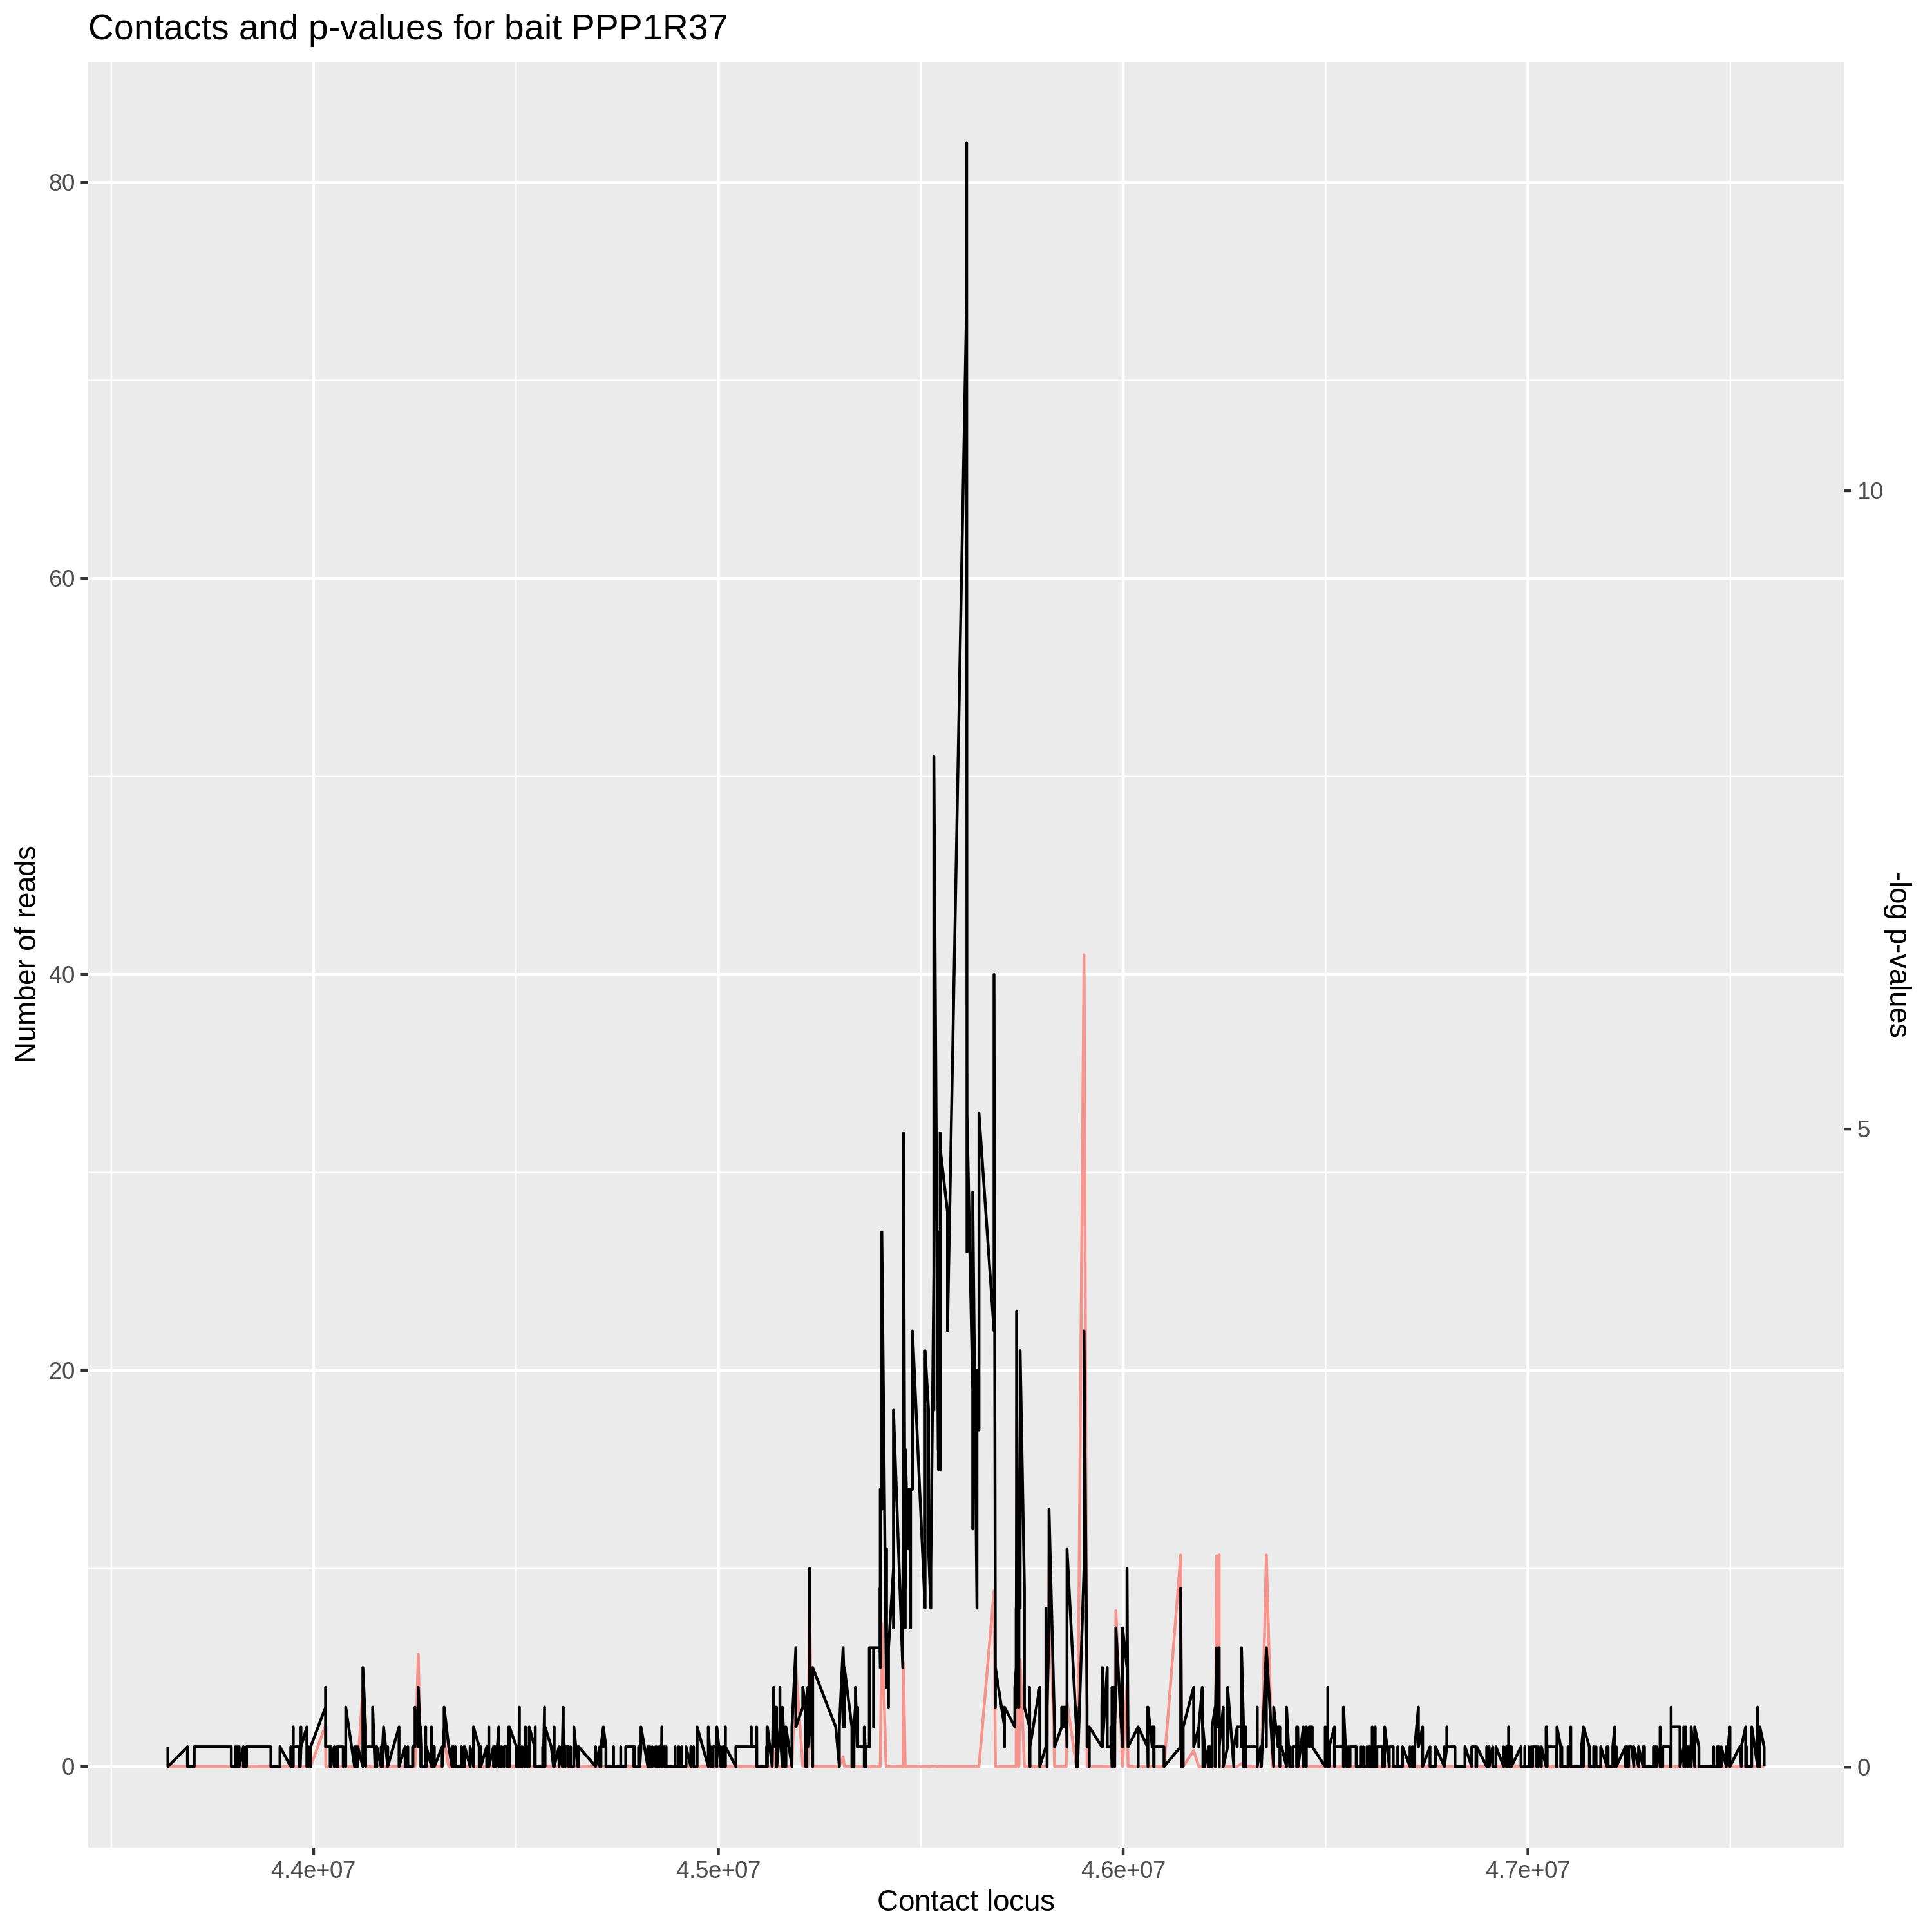 Contacts and p-values for bait PPP1R37
80
60
40
20
0
Number of reads
10
5
0
-log p-values
4.4e+07
4.5e+07
4.6e+07
4.7e+07
Contact locus